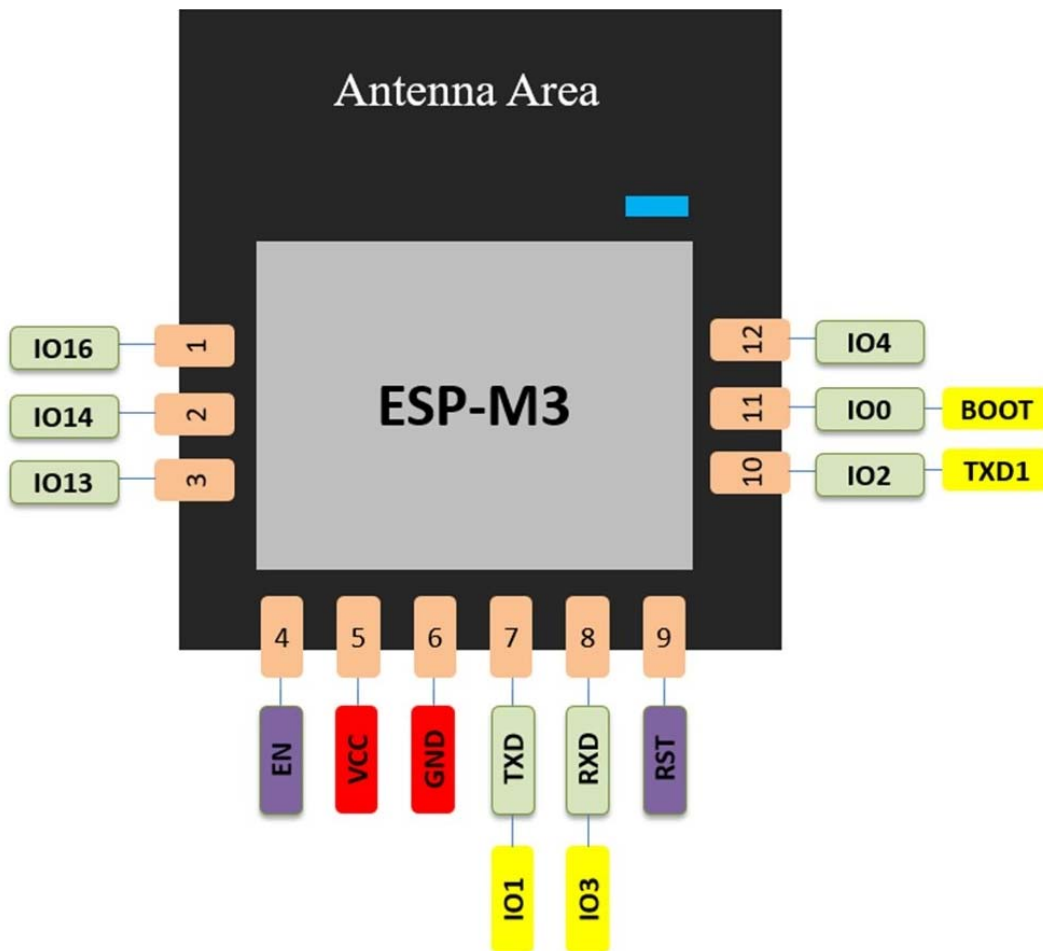 Antenna Area
IO16 1 12 IO4
IO14 2 ESP-M3 11 IO0 BOOT
IO13 3 10 IO2 TXD1
4 5 6 7 8 9
EN VCC GND TXD RXD RST
IO1 IO3